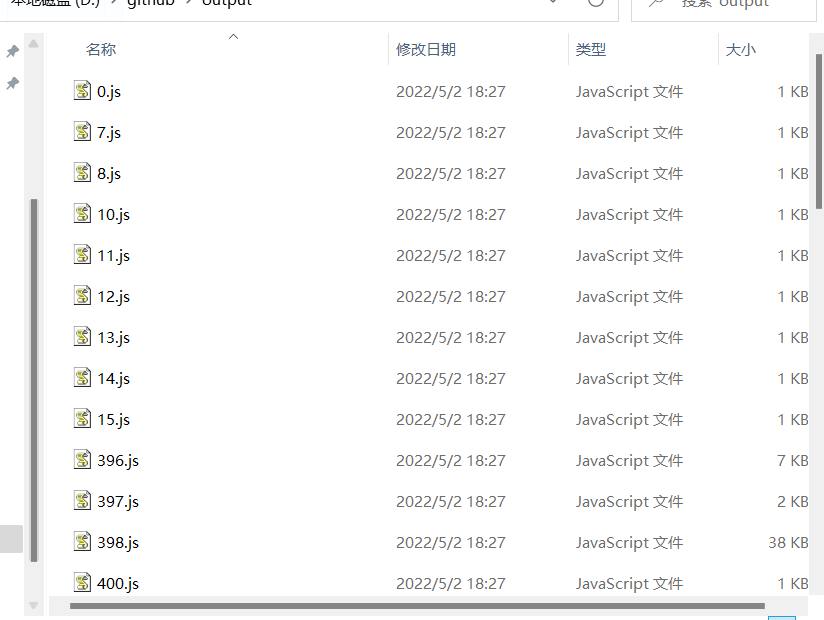 本地磁盘 (D:) > github > output
搜索 "output"
名称 修改日期 类型 大小
0.js 2022/5/2 18:27 JavaScript 文件 1 KB
7.js 2022/5/2 18:27 JavaScript 文件 1 KB
8.js 2022/5/2 18:27 JavaScript 文件 1 KB
10.js 2022/5/2 18:27 JavaScript 文件 1 KB
11.js 2022/5/2 18:27 JavaScript 文件 1 KB
12.js 2022/5/2 18:27 JavaScript 文件 1 KB
13.js 2022/5/2 18:27 JavaScript 文件 1 KB
14.js 2022/5/2 18:27 JavaScript 文件 1 KB
15.js 2022/5/2 18:27 JavaScript 文件 1 KB
396.js 2022/5/2 18:27 JavaScript 文件 7 KB
397.js 2022/5/2 18:27 JavaScript 文件 2 KB
398.js 2022/5/2 18:27 JavaScript 文件 38 KB
400.js 2022/5/2 18:27 JavaScript 文件 1 KB